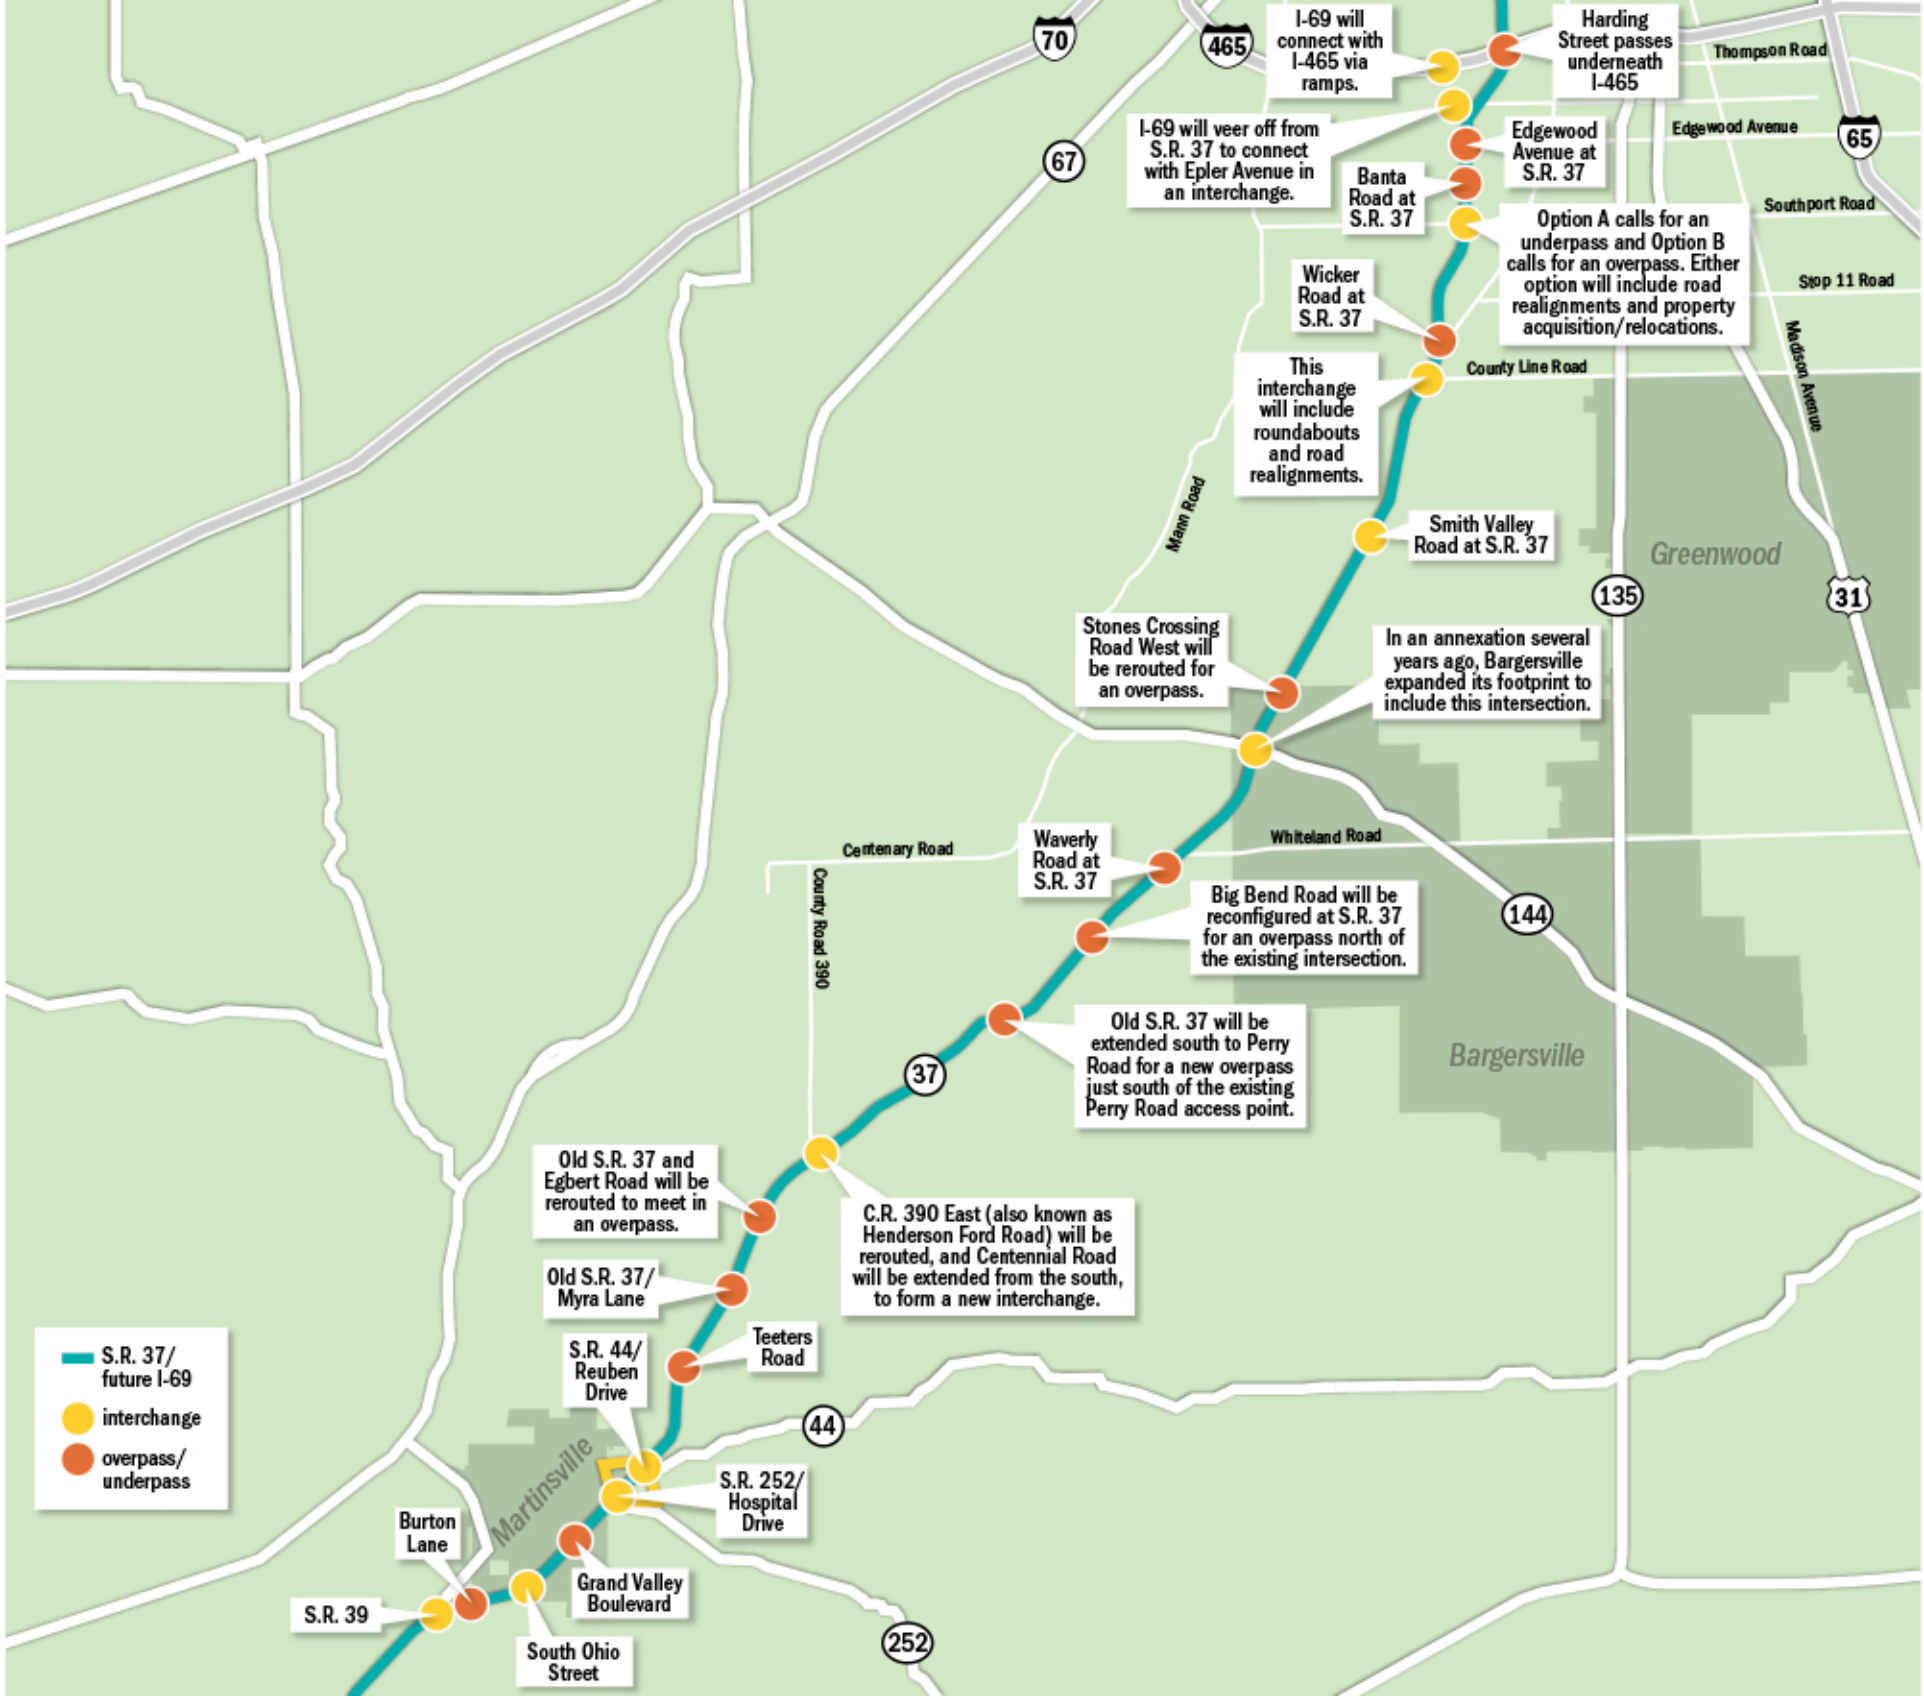 I-69 will
connect with
I-465 via
ramps.
Harding
Street passes
underneath
I-465
70
465
Thompson Road
I-69 will veer off from
S.R. 37 to connect
with Epler Avenue in
an interchange.
Edgewood
Avenue at
S.R. 37
Edgewood Avenue
65
67
Banta
Road at
S.R. 37
Southport Road
Option A calls for an
underpass and Option B
calls for an overpass. Either
option will include road
realignments and property
acquisition/relocations.
Stop 11 Road
Wicker
Road at
S.R. 37
Madison Avenue
This
interchange
will include
roundabouts
and road
realignments.
County Line Road
Mann Road
Smith Valley
Road at S.R. 37
Greenwood
135
31
Stones Crossing
Road West will
be rerouted for
an overpass.
In an annexation several
years ago, Bargersville
expanded its footprint to
include this intersection.
Centenary Road
Waverly
Road at
S.R. 37
Whiteland Road
County Road 390
Big Bend Road will be
reconfigured at S.R. 37
for an overpass north of
the existing intersection.
144
Old S.R. 37 will be
extended south to Perry
Road for a new overpass
just south of the existing
Perry Road access point.
Bargersville
37
Old S.R. 37 and
Egbert Road will be
rerouted to meet in
an overpass.
C.R. 390 East (also known as
Henderson Ford Road) will be
rerouted, and Centennial Road
will be extended from the south,
to form a new interchange.
Old S.R. 37/
Myra Lane
Teeters
Road
S.R. 44/
Reuben
Drive
S.R. 37/
future I-69
interchange
overpass/
underpass
44
Martinsville
S.R. 252/
Hospital
Drive
Burton
Lane
Grand Valley
Boulevard
S.R. 39
South Ohio
Street
252